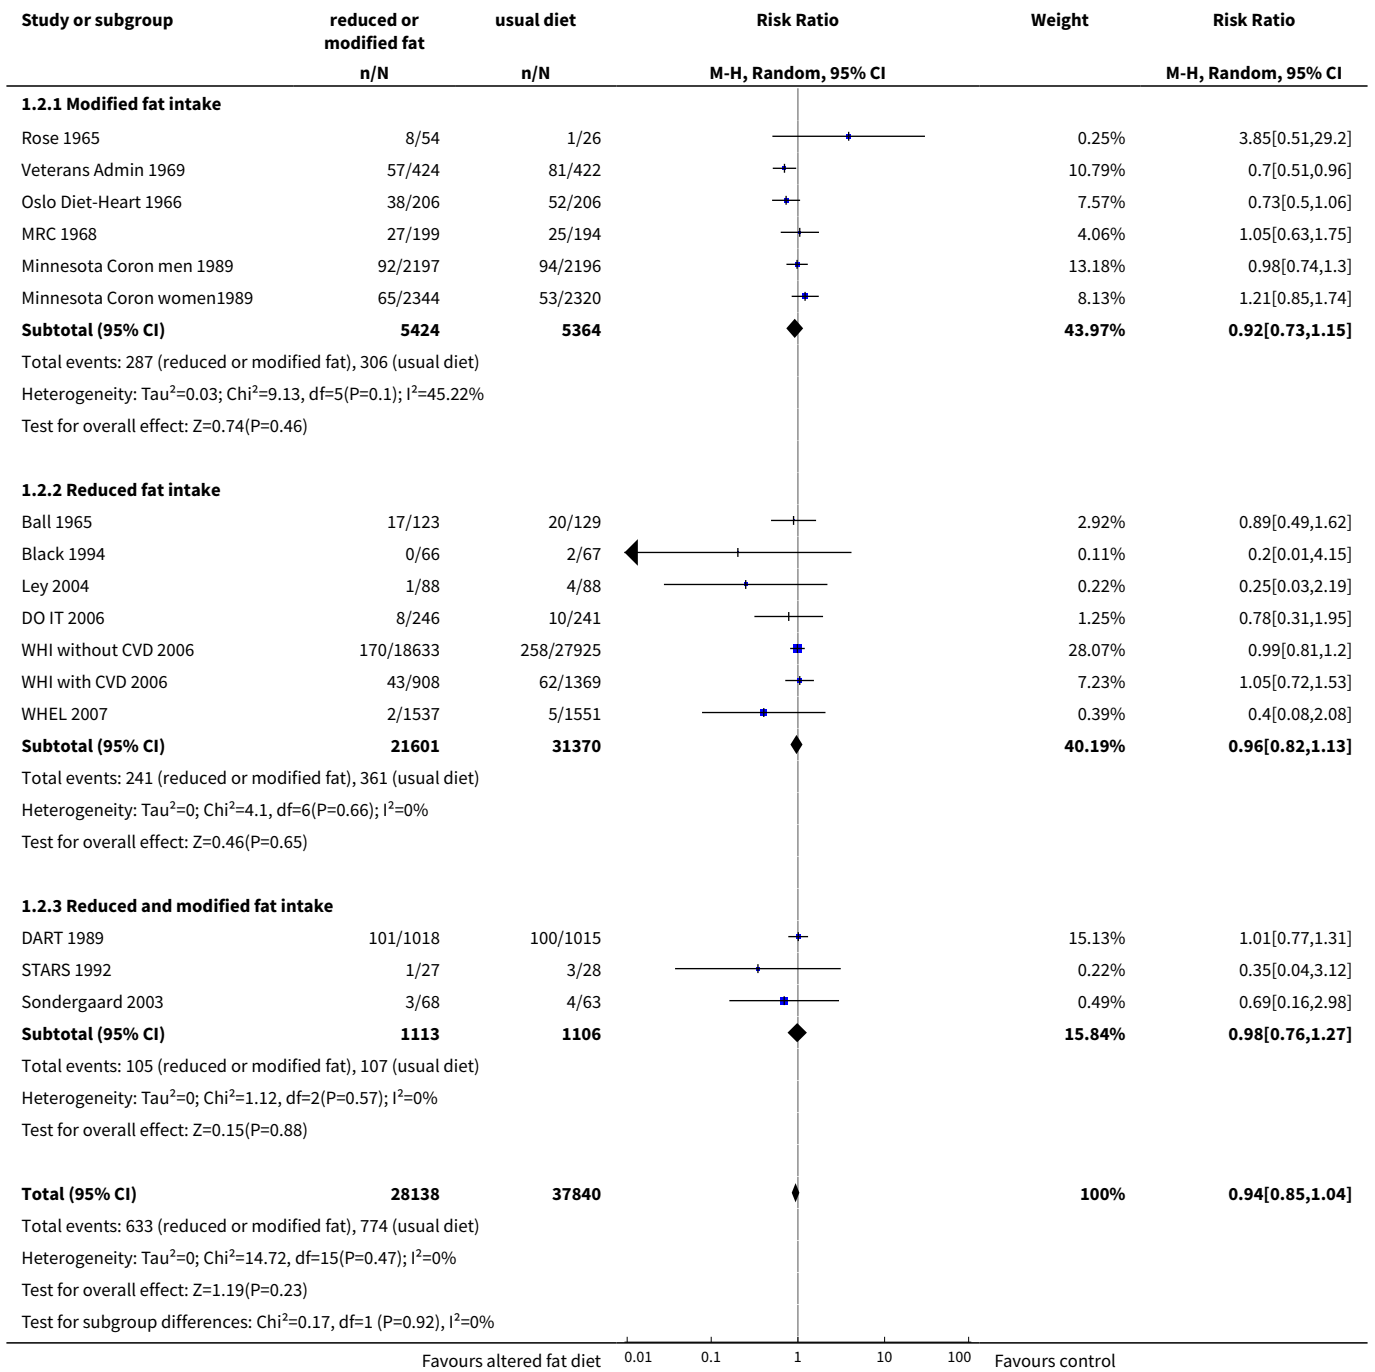 Study or subgroup reduced or modified fat usual diet Risk Ratio Weight Risk Ratio
n/N n/N M-H, Random, 95% CI M-H, Random, 95% CI
1.2.1 Modified fat intake
Rose 1965 8/54 1/26 0.25% 3.85[0.51,29.2]
Veterans Admin 1969 57/424 81/422 10.79% 0.7[0.51,0.96]
Oslo Diet-Heart 1966 38/206 52/206 7.57% 0.73[0.5,1.06]
MRC 1968 27/199 25/194 4.06% 1.05[0.63,1.75]
Minnesota Coron men 1989 92/2197 94/2196 13.18% 0.98[0.74,1.3]
Minnesota Coron women1989 65/2344 53/2320 8.13% 1.21[0.85,1.74]
Subtotal (95% CI) 5424 5364 43.97% 0.92[0.73,1.15]
Total events: 287 (reduced or modified fat), 306 (usual diet)
Heterogeneity: Tau²=0.03; Chi²=9.13, df=5(P=0.1); I²=45.22%
Test for overall effect: Z=0.74(P=0.46)
1.2.2 Reduced fat intake
Ball 1965 17/123 20/129 2.92% 0.89[0.49,1.62]
Black 1994 0/66 2/67 0.11% 0.2[0.01,4.15]
Ley 2004 1/88 4/88 0.22% 0.25[0.03,2.19]
DO IT 2006 8/246 10/241 1.25% 0.78[0.31,1.95]
WHI without CVD 2006 170/18633 258/27925 28.07% 0.99[0.81,1.2]
WHI with CVD 2006 43/908 62/1369 7.23% 1.05[0.72,1.53]
WHEL 2007 2/1537 5/1551 0.39% 0.4[0.08,2.08]
Subtotal (95% CI) 21601 31370 40.19% 0.96[0.82,1.13]
Total events: 241 (reduced or modified fat), 361 (usual diet)
Heterogeneity: Tau²=0; Chi²=4.1, df=6(P=0.66); I²=0%
Test for overall effect: Z=0.46(P=0.65)
1.2.3 Reduced and modified fat intake
DART 1989 101/1018 100/1015 15.13% 1.01[0.77,1.31]
STARS 1992 1/27 3/28 0.22% 0.35[0.04,3.12]
Sondergaard 2003 3/68 4/63 0.49% 0.69[0.16,2.98]
Subtotal (95% CI) 1113 1106 15.84% 0.98[0.76,1.27]
Total events: 105 (reduced or modified fat), 107 (usual diet)
Heterogeneity: Tau²=0; Chi²=1.12, df=2(P=0.57); I²=0%
Test for overall effect: Z=0.15(P=0.88)
Total (95% CI) 28138 37840 100% 0.94[0.85,1.04]
Total events: 633 (reduced or modified fat), 774 (usual diet)
Heterogeneity: Tau²=0; Chi²=14.72, df=15(P=0.47); I²=0%
Test for overall effect: Z=1.19(P=0.23)
Test for subgroup differences: Chi²=0.17, df=1 (P=0.92), I²=0%
Favours altered fat diet 0.01 0.1 1 10 100 Favours control